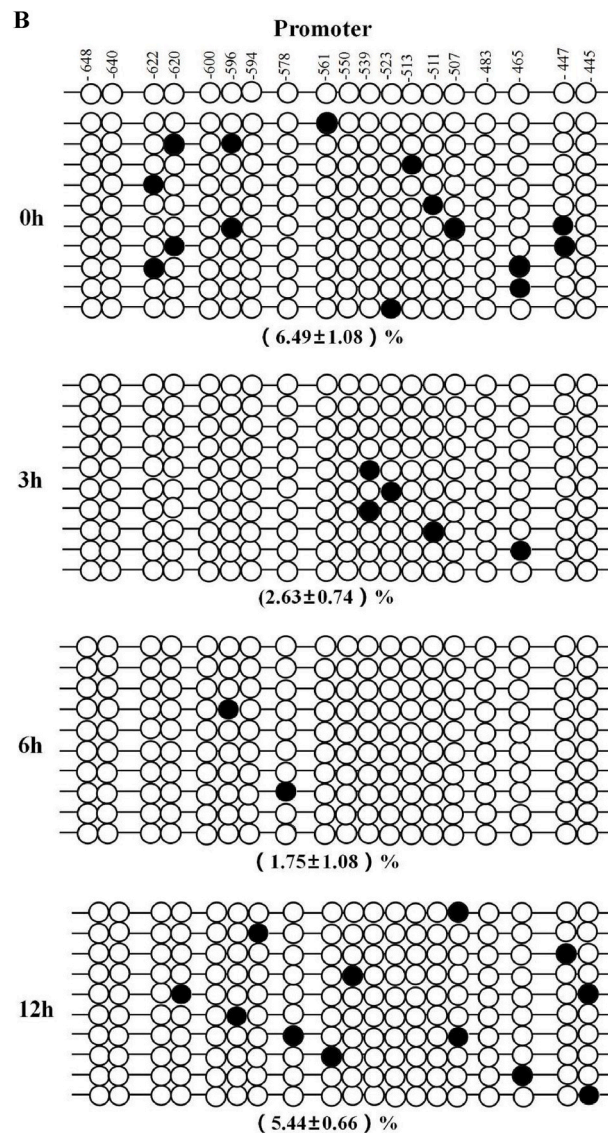 B
Promoter
-648 -640 -622 -620 -600 -596 -594 -578 -561 -550 -539 -523 -513 -511 -507 -483 -465 -447 -445
0h
( 6.49±1.08 ) %
3h
(2.63±0.74 ) %
6h
( 1.75±1.08 ) %
12h
( 5.44±0.66 ) %